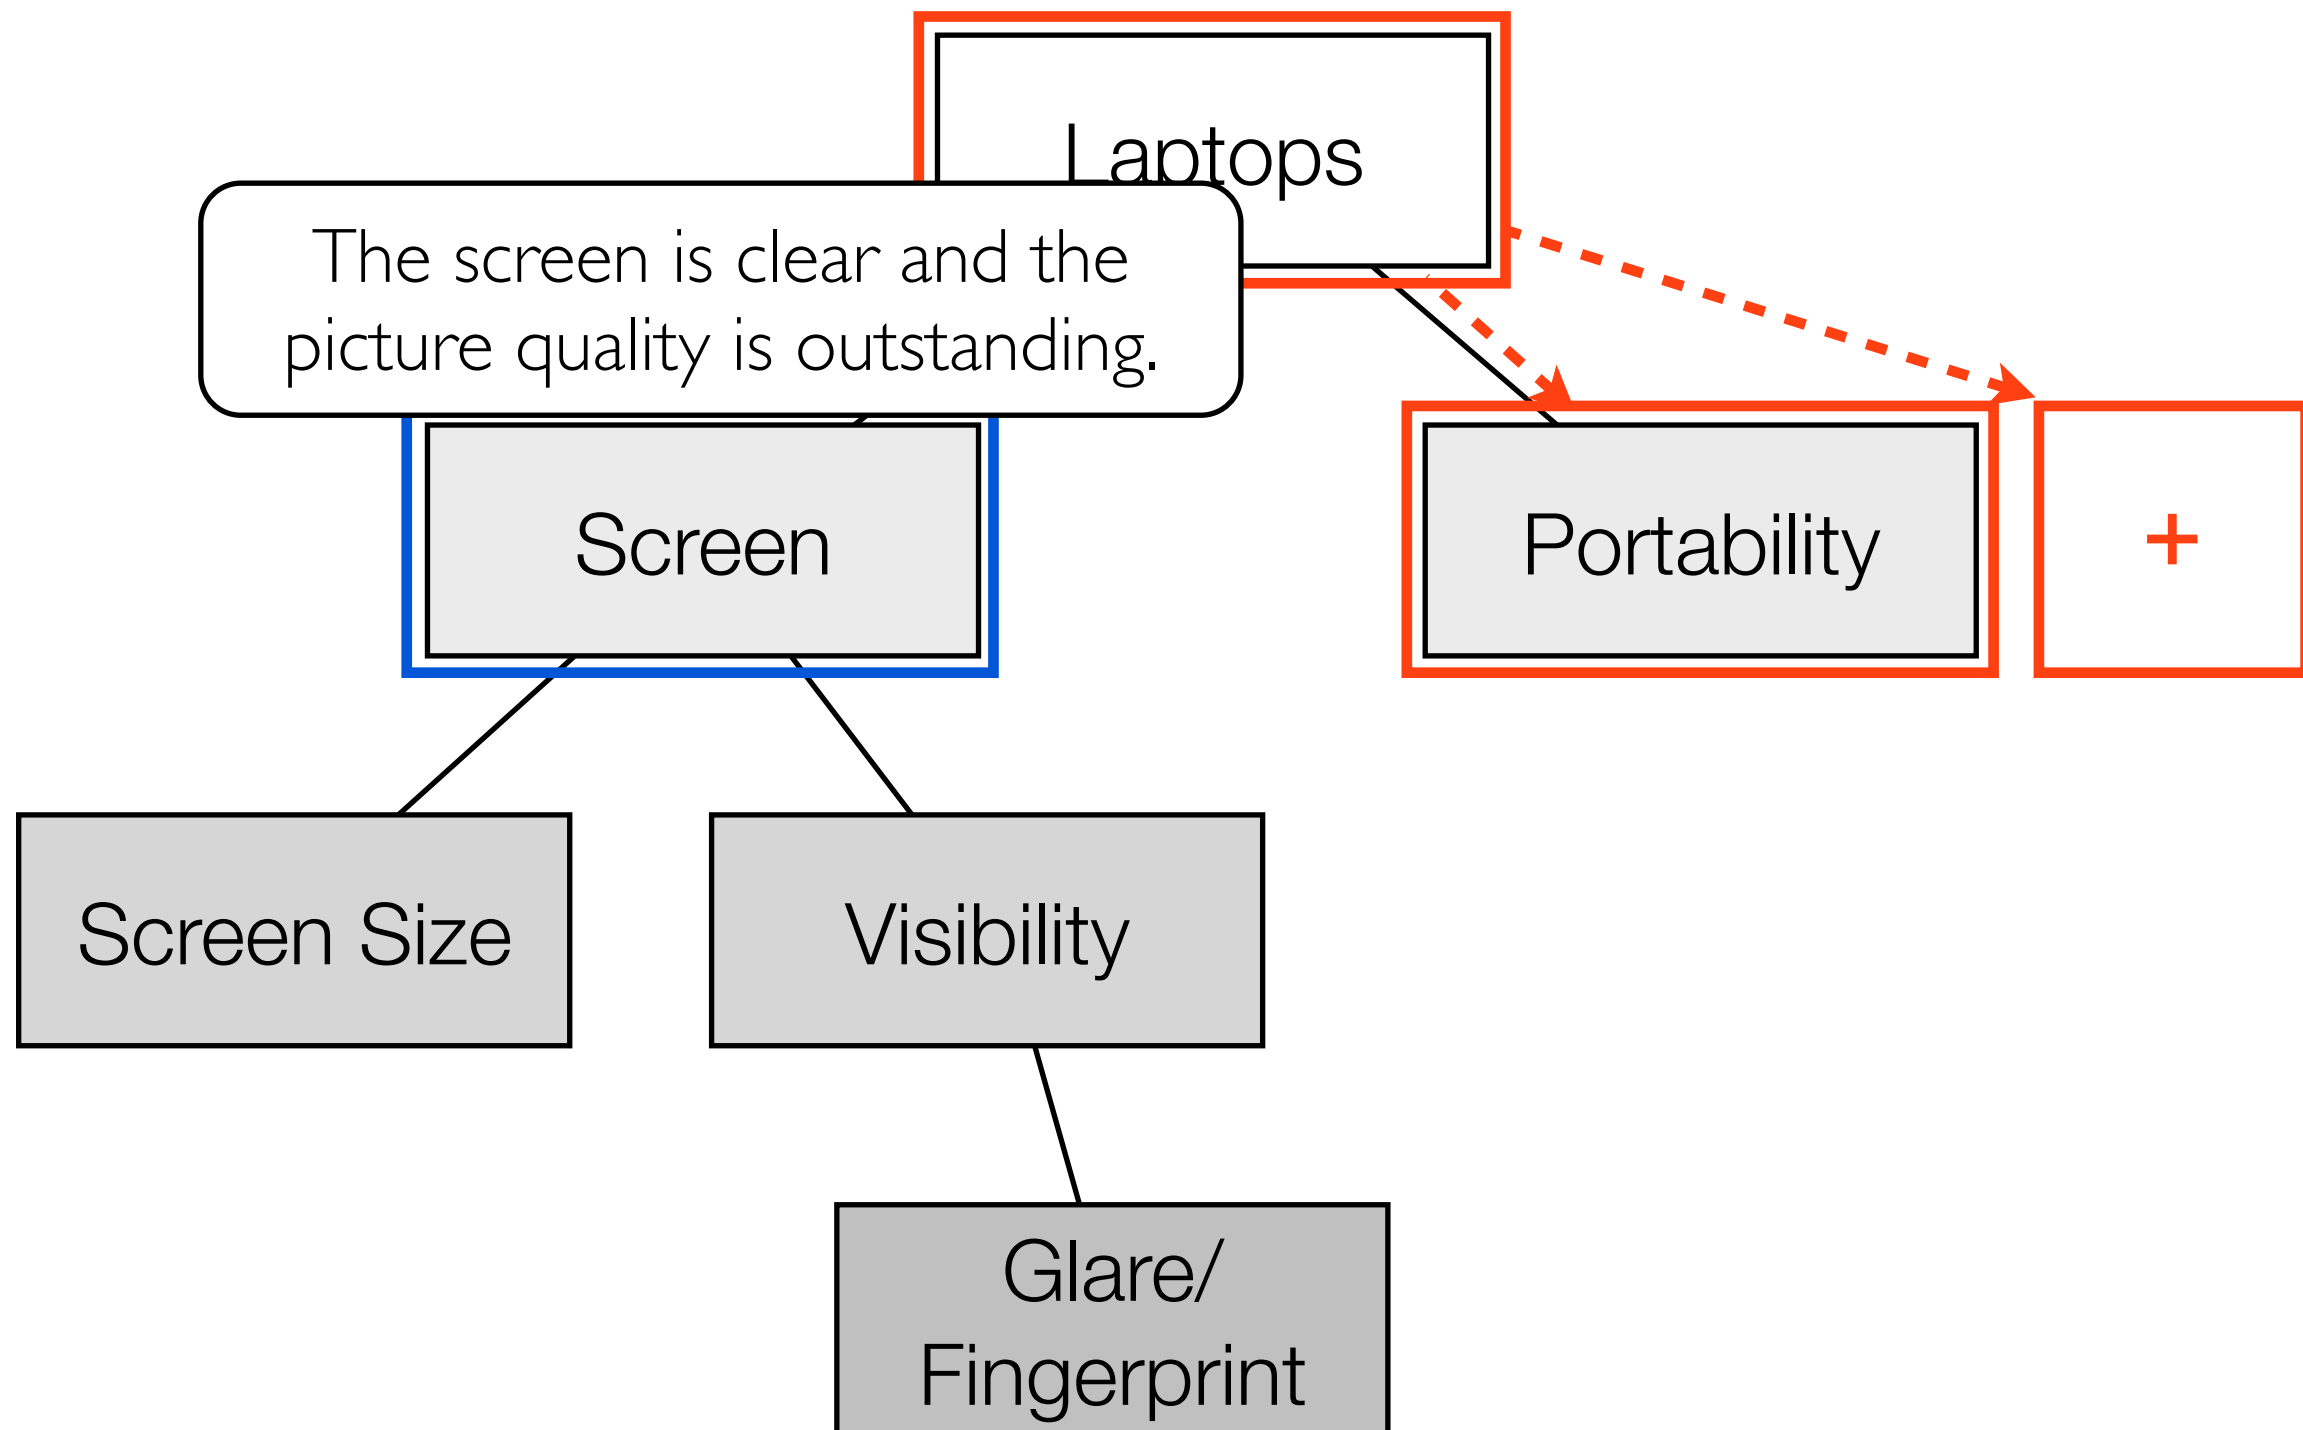 Laptops
The screen is clear and the
picture quality is outstanding.
Screen
Portability
+
Screen Size
Visibility
Glare/
Fingerprint